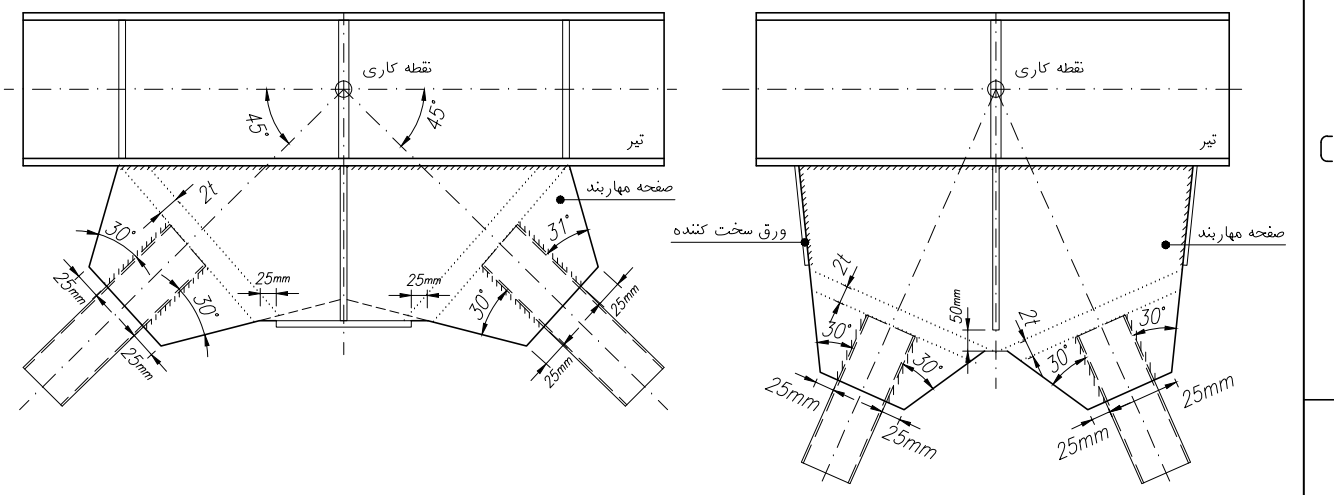 نقطه کاری
45°
45°
تیر
صفحه مهاربند
2t
30°
31°
25mm
25mm
25mm
30°
30°
25mm
25mm
25mm
نقطه کاری
تیر
ورق سخت کننده
صفحه مهاربند
2t
50mm
2t
30°
30°
30°
30°
25mm
25mm
25mm
25mm